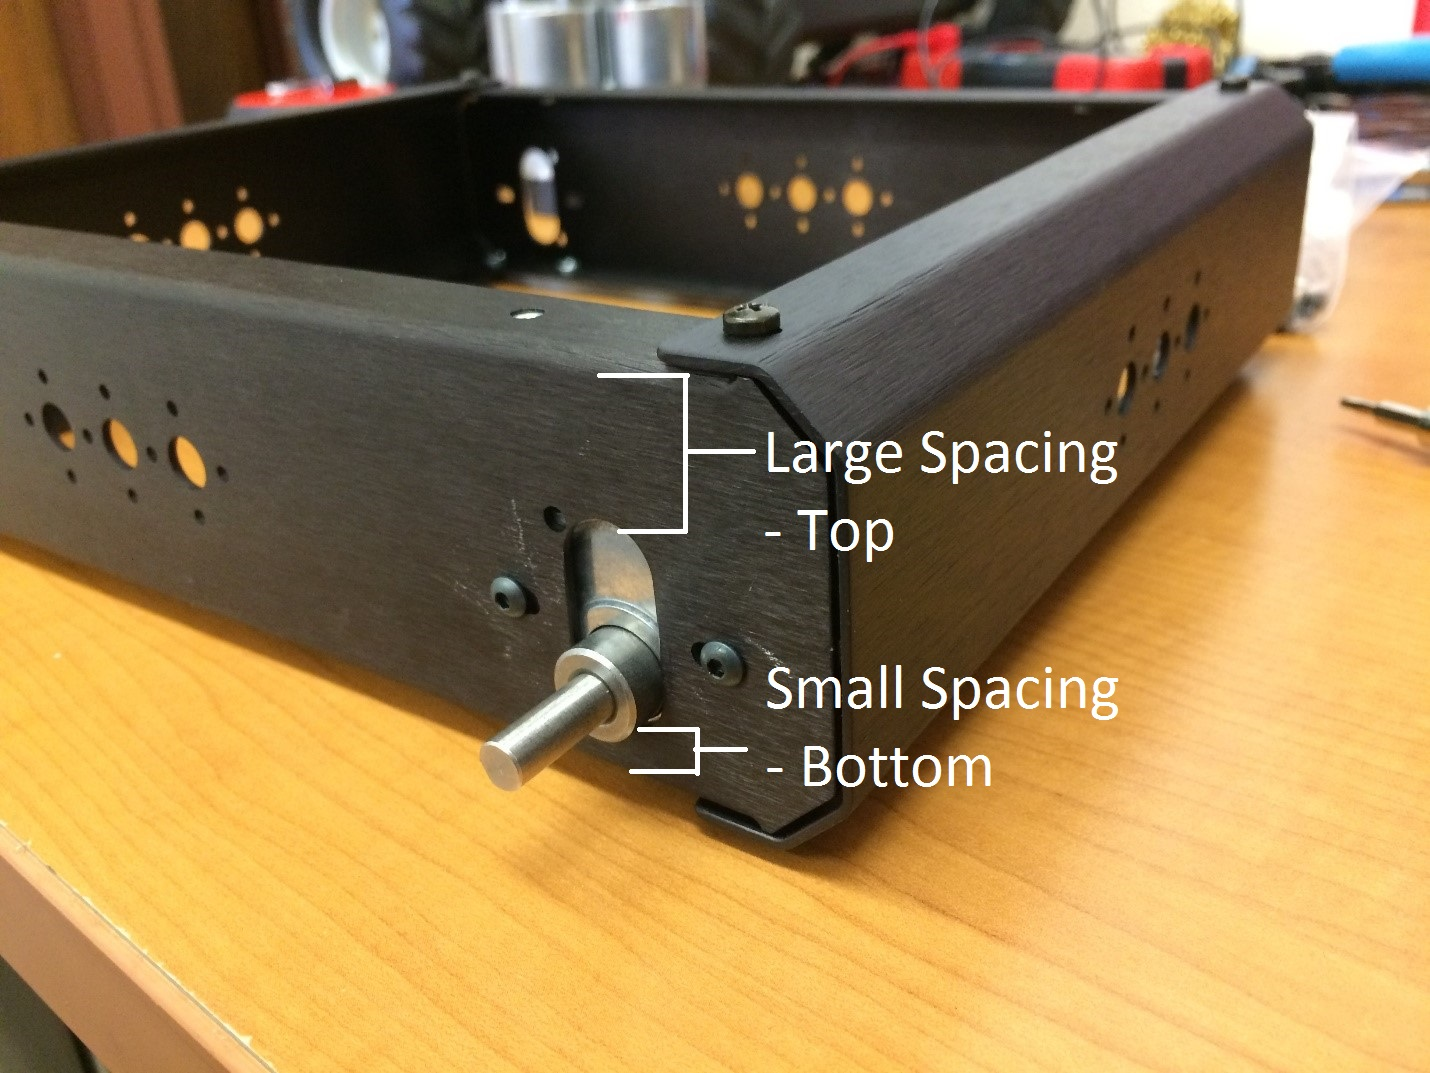 Large Spacing
- Top
Small Spacing
- Bottom